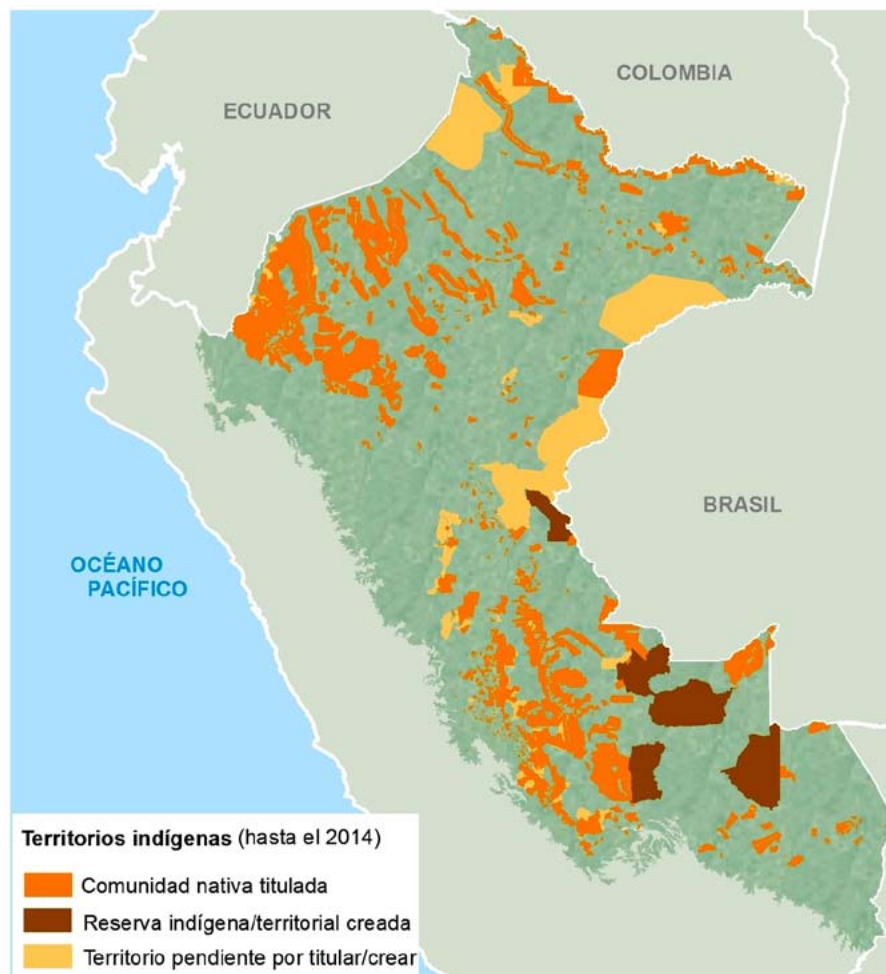 COLOMBIA
ECUADOR
BRASIL
OCÉANO
PACÍFICO
Territorios indígenas (hasta el 2014)
Comunidad nativa titulada
Reserva indígena/territorial creada
Territorio pendiente por titular/crear